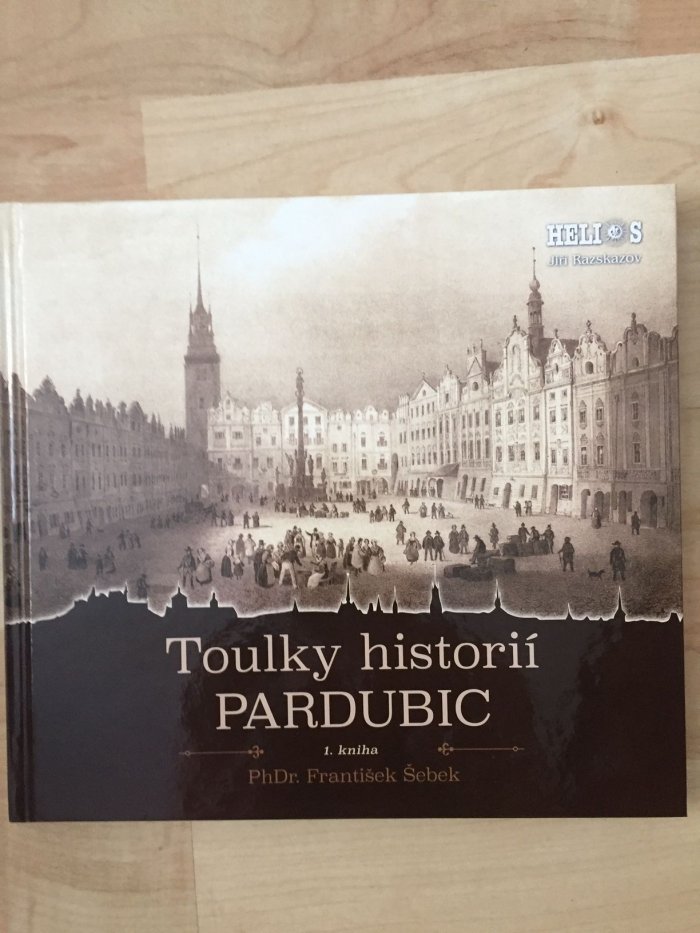 HELIOS
Jiří Razskazov
Toulky historií
PARDUBIC
1. kniha
PhDr. František Šebek